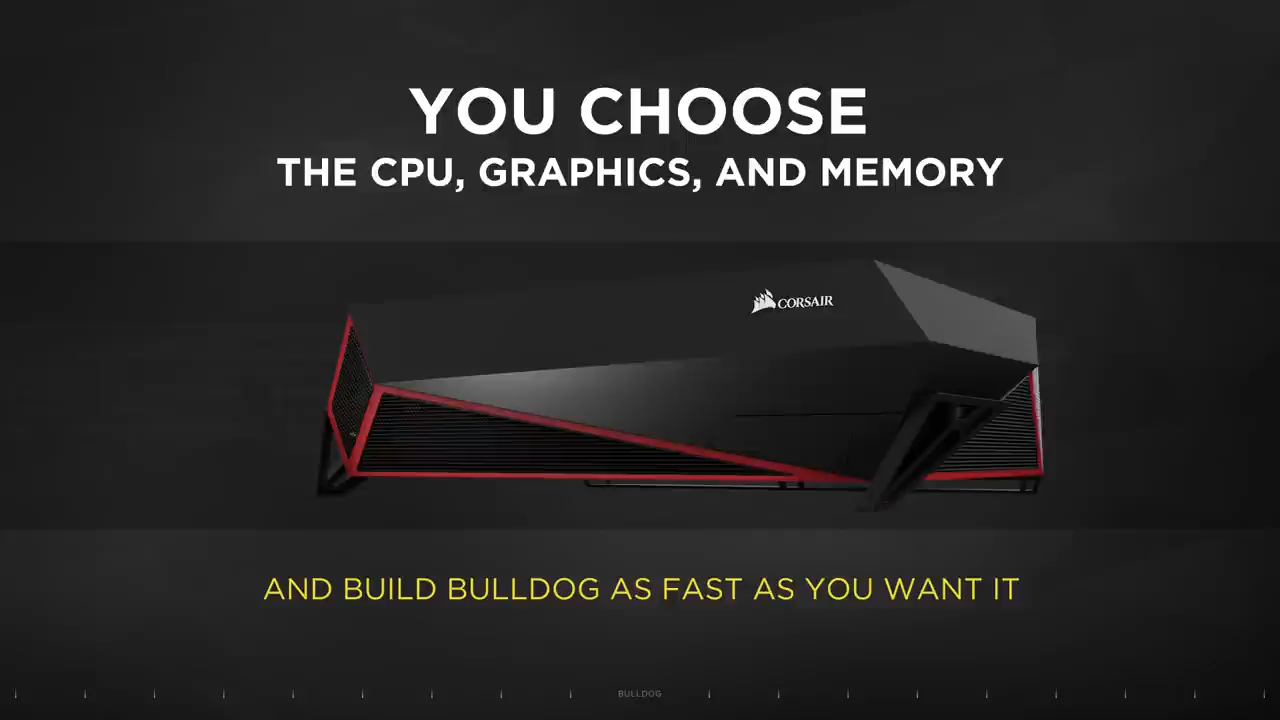 YOU CHOOSE
THE CPU, GRAPHICS, AND MEMORY
CORSAIR
AND BUILD BULLDOG AS FAST AS YOU WANT IT
BULLDOG